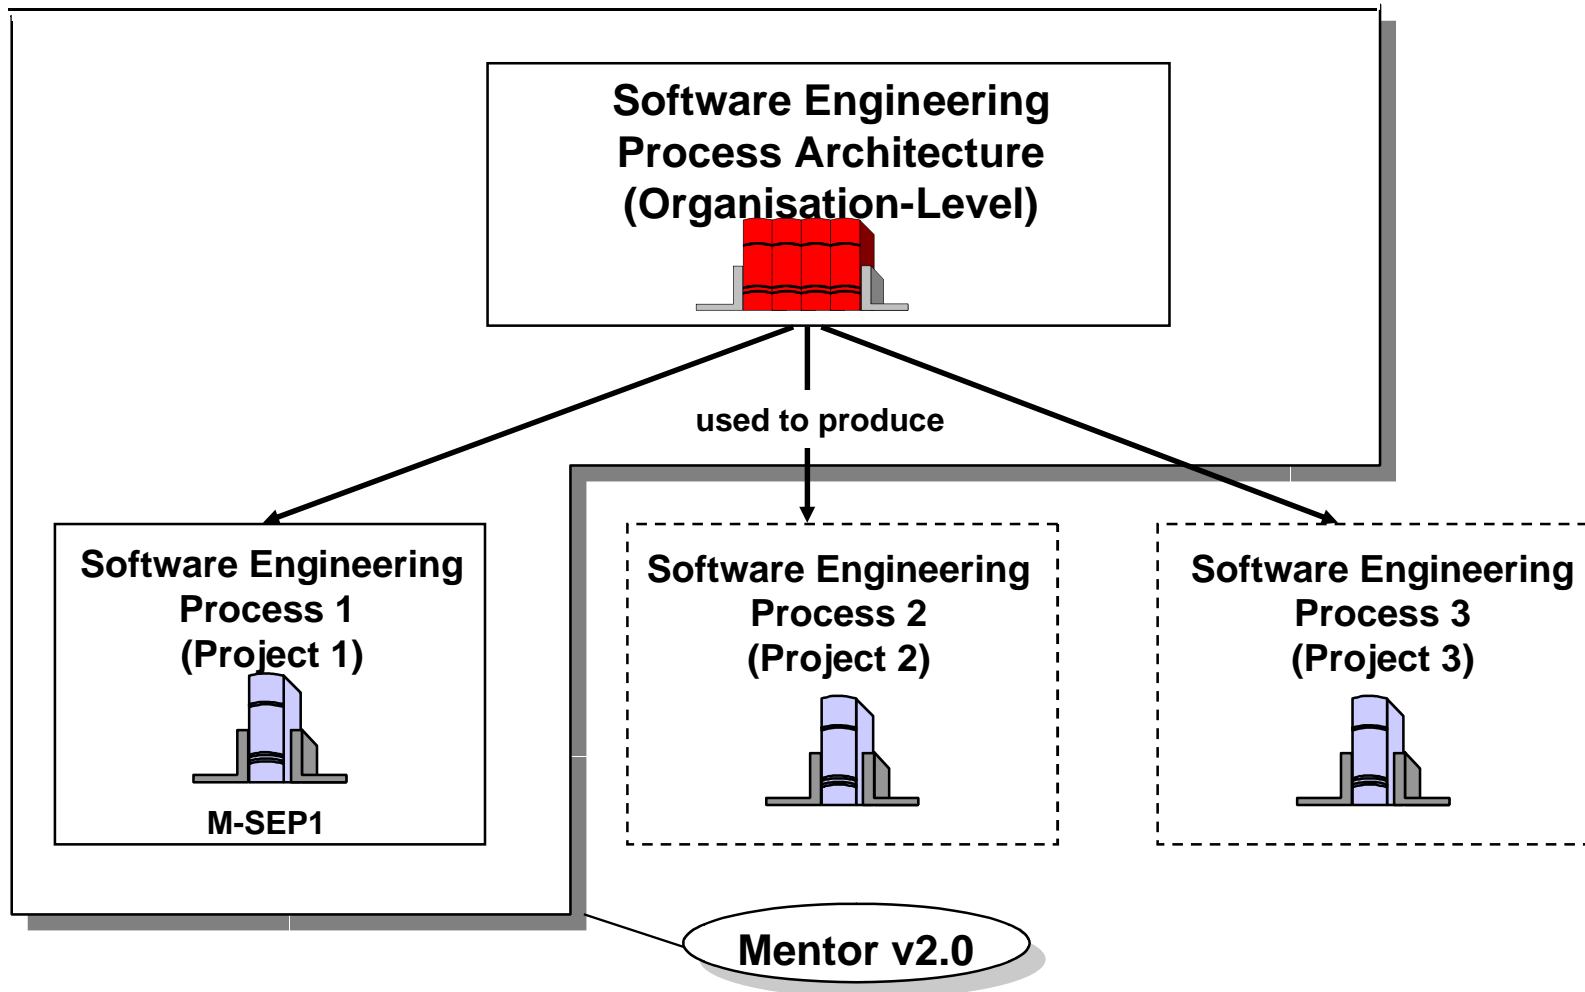 Software Engineering
Process Architecture
(Organisation-Level)
used to produce
Software Engineering
Process 1
(Project 1)
M-SEP1
Software Engineering
Process 2
(Project 2)
Software Engineering
Process 3
(Project 3)
Mentor v2.0